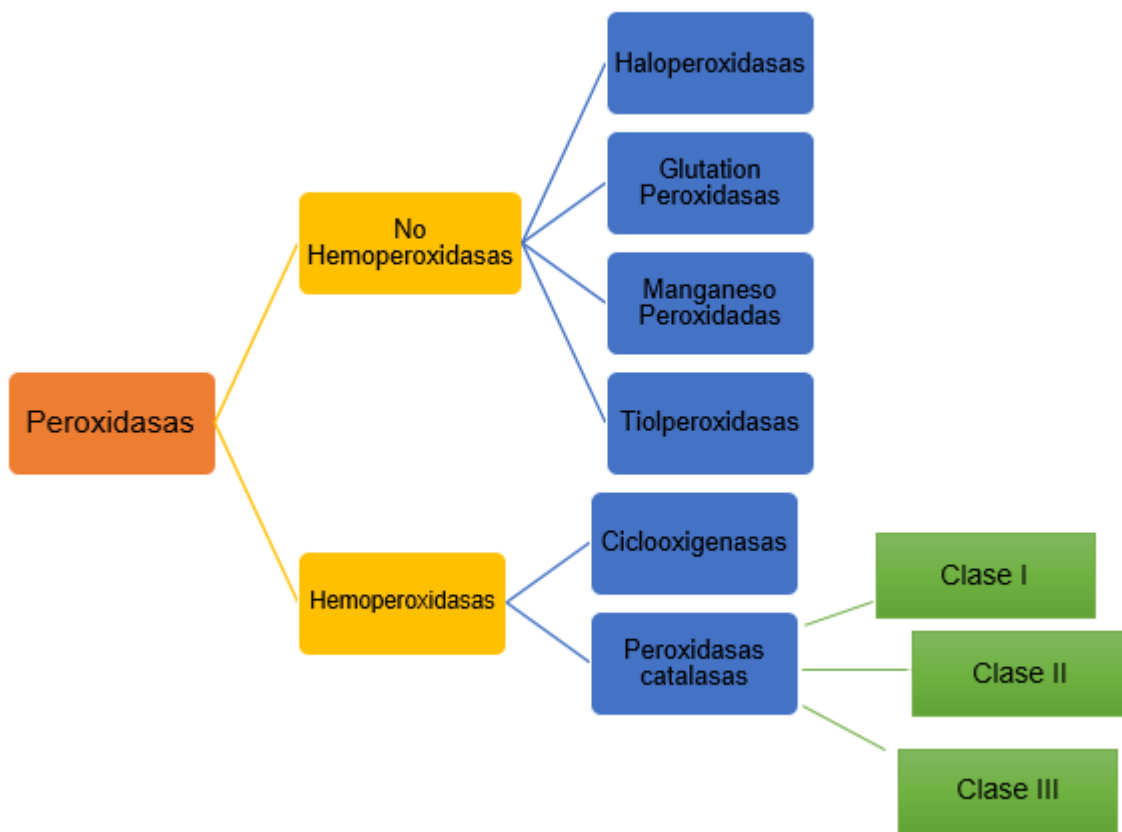 Peroxidasas
No
Hemoperoxidasas
Haloperoxidasas
Glutation
Peroxidasas
Manganeso
Peroxidadas
Tiolperoxidasas
Hemoperoxidasas
Ciclooxigenasas
Peroxidasas
catalasas
Clase I
Clase II
Clase III